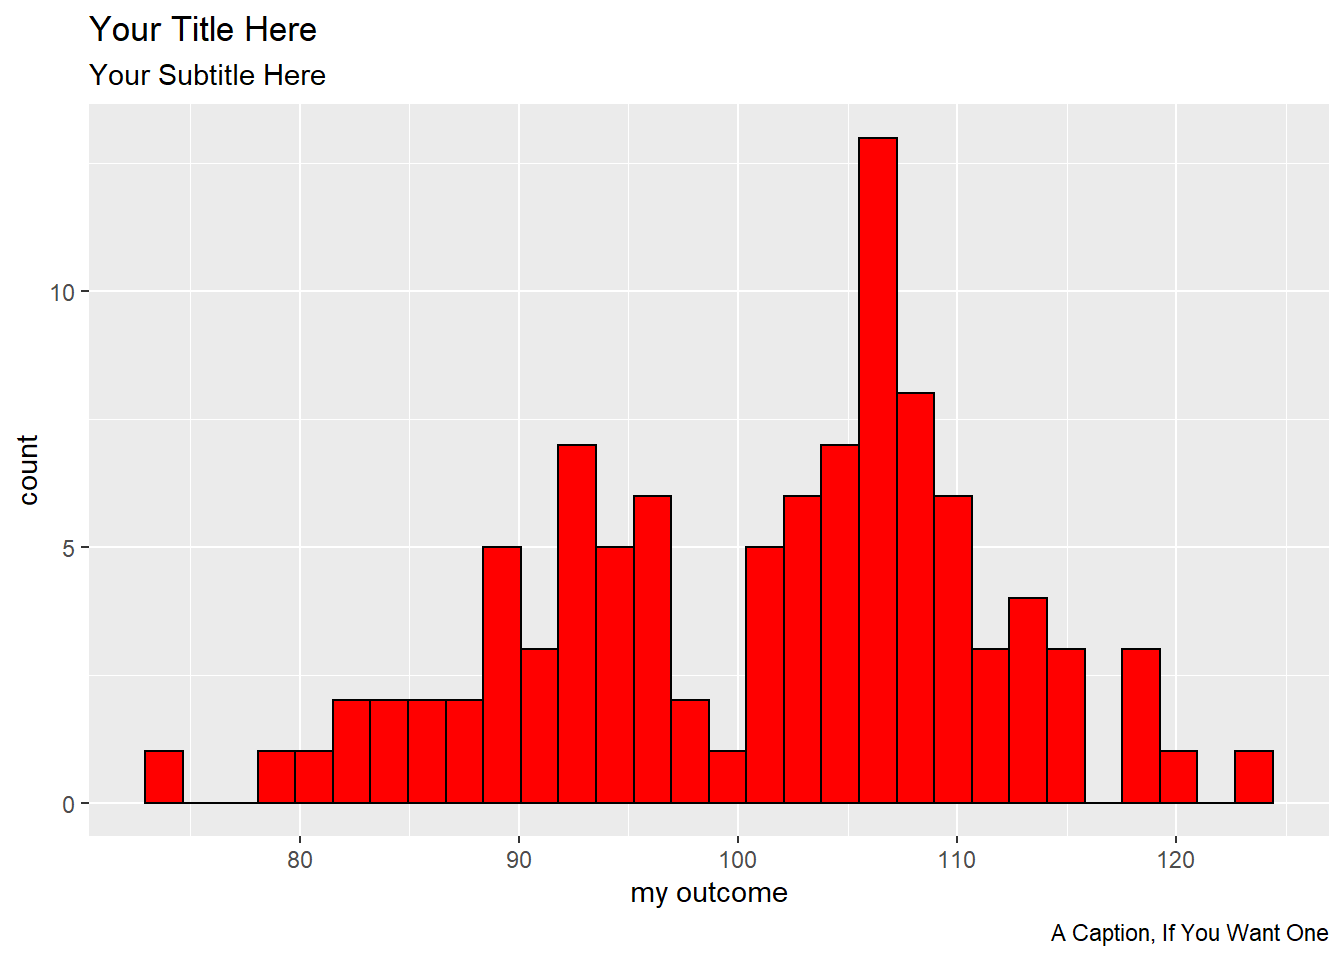 Your Title Here
Your Subtitle Here
count
10
5
0
80 90 100 110 120
my outcome
A Caption, If You Want One